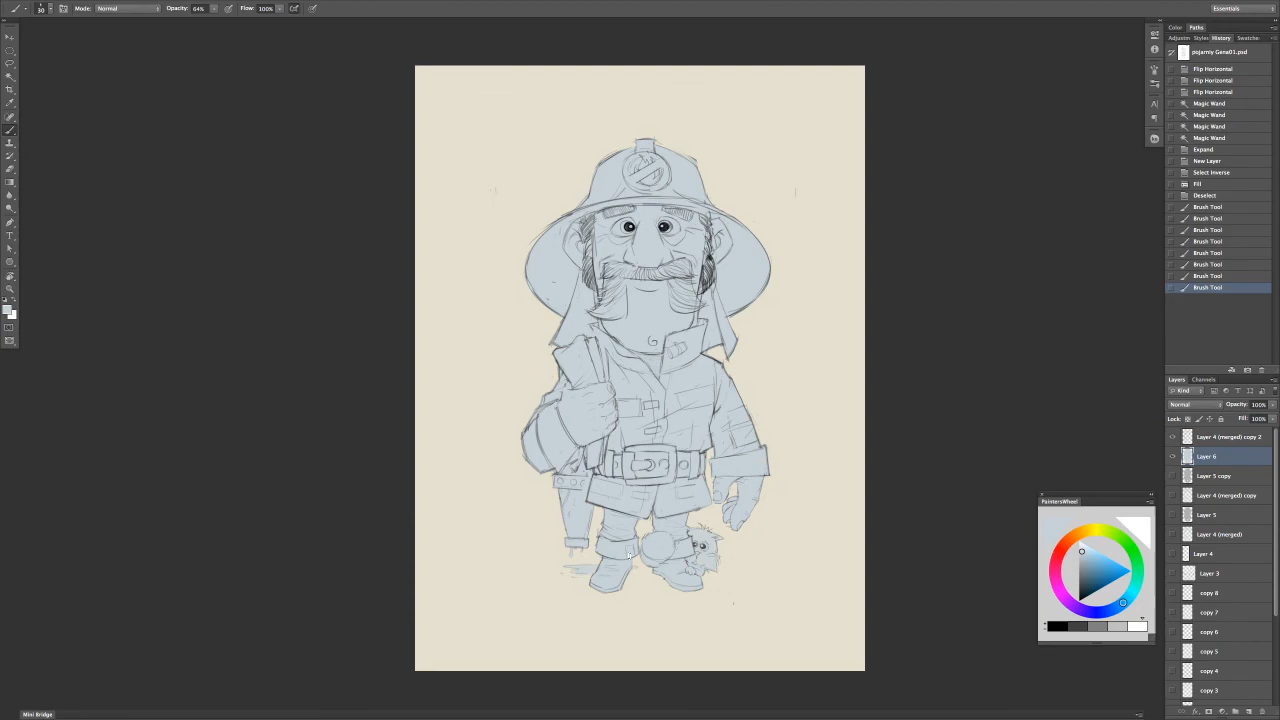 30 Mode: Normal Opacity: 64% Flow: 100% Essentials
Color Paths
Adjustm Styles History Swatche
pojarniy Gena01.psd
Flip Horizontal
Flip Horizontal
Flip Horizontal
Magic Wand
Magic Wand
Magic Wand
Magic Wand
Expand
New Layer
Select Inverse
Fill
Deselect
Brush Tool
Brush Tool
Brush Tool
Brush Tool
Brush Tool
Brush Tool
Brush Tool
Brush Tool
Layers Channels
Kind
Normal Opacity: 100%
Lock: Fill: 100%
Layer 4 (merged) copy 2
Layer 6
Layer 5 copy
Layer 4 (merged) copy
Layer 5
Layer 4 (merged)
Layer 4
Layer 3
copy 8
copy 7
copy 6
copy 5
copy 4
copy 3
PaintersWheel
Mini Bridge